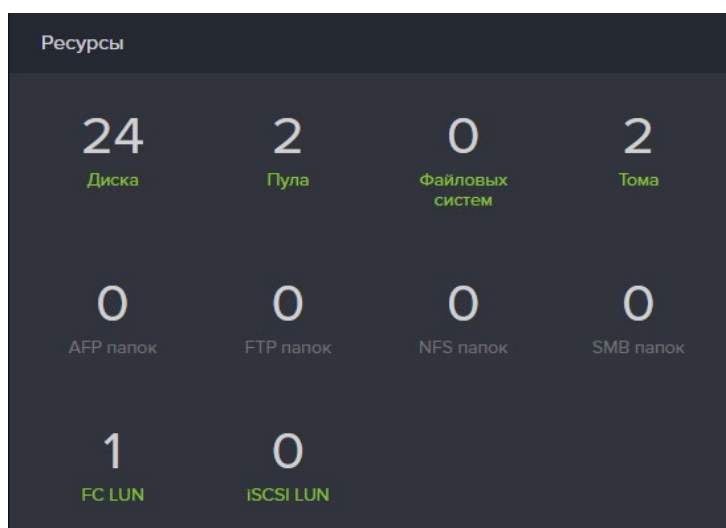 Ресурсы
24 2 0 2
Диска Пула Файловых систем Тома
0 0 0 0
AFP папок FTP папок NFS папок SMB папок
1 0
FC LUN iSCSI LUN